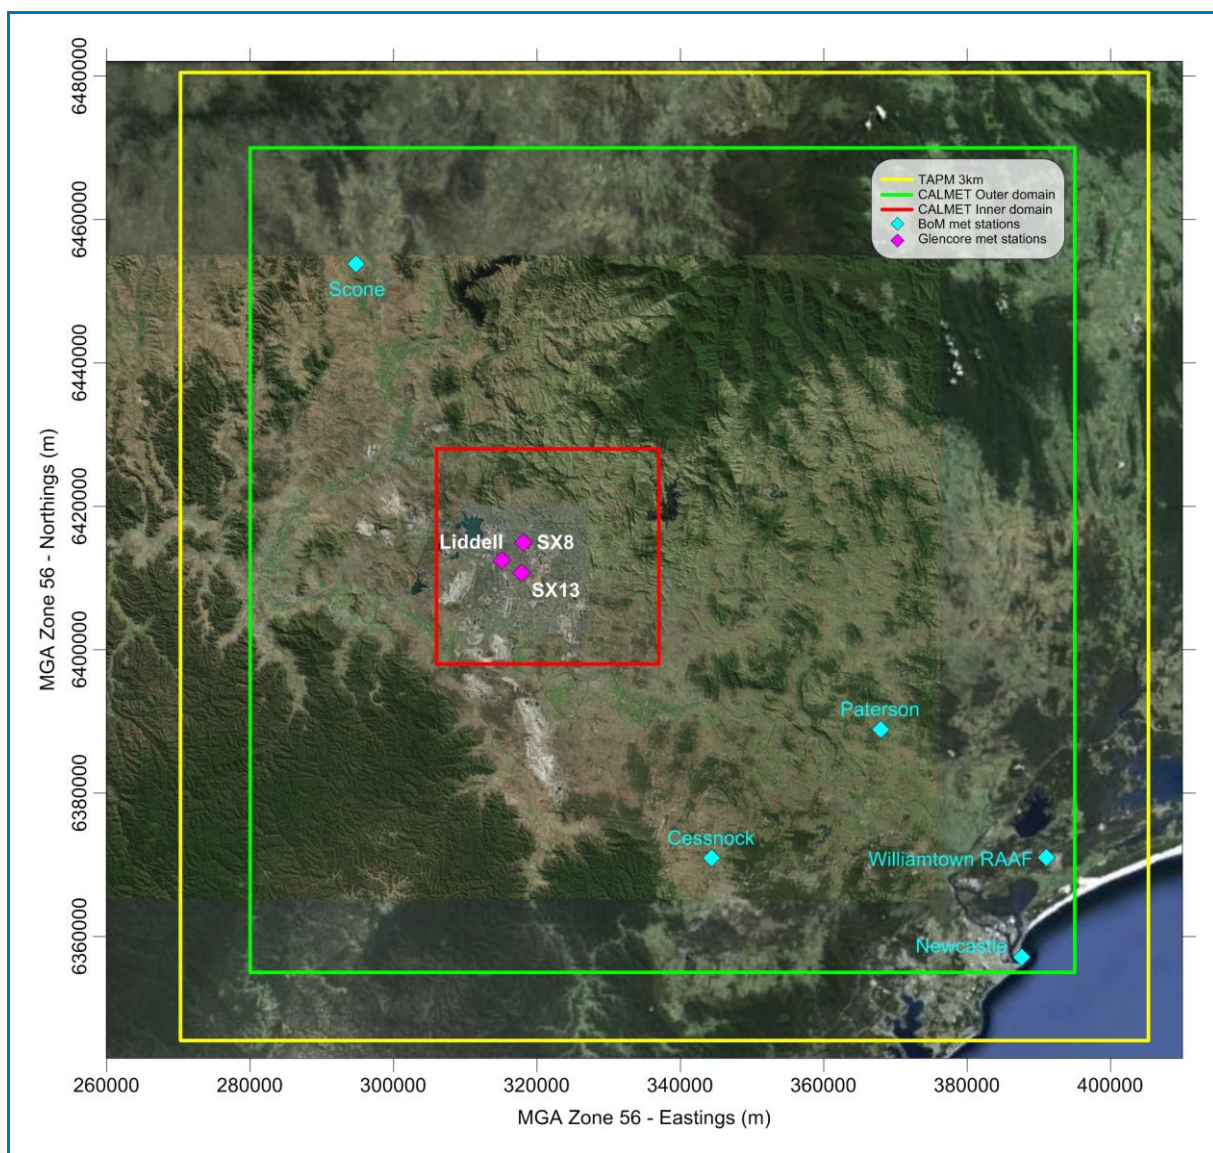 6480000
6460000
6440000
6420000
6400000
6380000
6360000
MGA Zone 56 - Northings (m)
TAPM 3km
CALMET Outer domain
CALMET Inner domain
BoM met stations
Glencore met stations
Scone
Liddell
SX8
SX13
Paterson
Cessnock
Williamtown RAAF
Newcastle
260000
280000
300000
320000
340000
360000
380000
400000
MGA Zone 56 - Eastings (m)